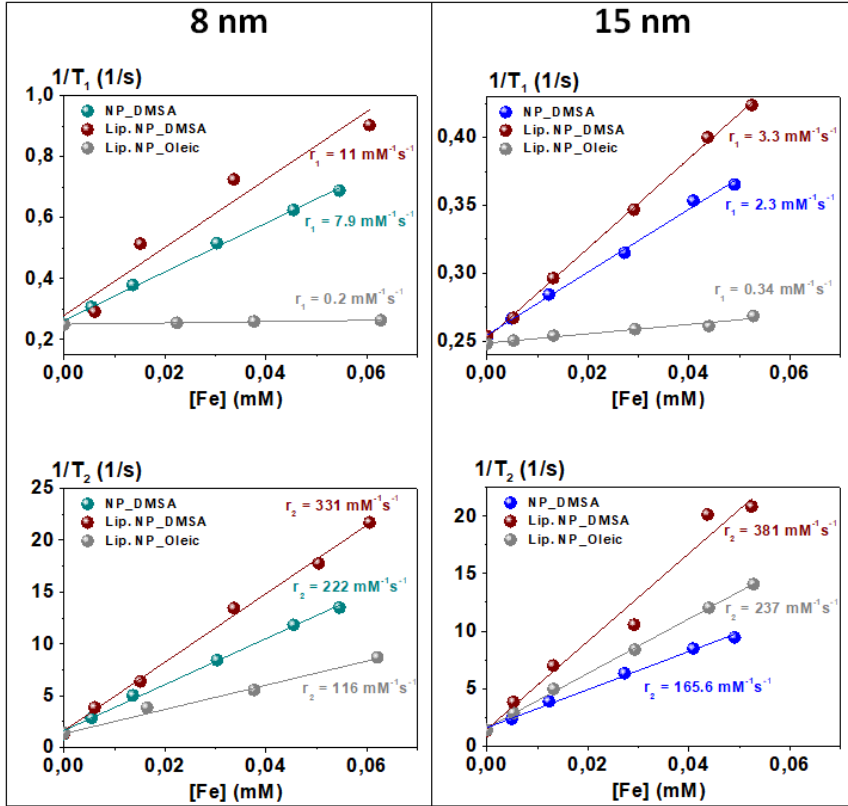 8 nm
15 nm
1/T₁ (1/s)
1,0
0,8
0,6
0,4
0,2
NP_DMSA
Lip. NP_DMSA
Lip. NP_Oleic
r₁ = 11 mM⁻¹s⁻¹
r₁ = 7.9 mM⁻¹s⁻¹
r₁ = 0.2 mM⁻¹s⁻¹
0,00
0,02
0,04
0,06
[Fe] (mM)
1/T₁ (1/s)
0,40
0,35
0,30
0,25
NP_DMSA
Lip. NP_DMSA
Lip. NP_Oleic
r₁ = 3.3 mM⁻¹s⁻¹
r₁ = 2.3 mM⁻¹s⁻¹
r₁ = 0.34 mM⁻¹s⁻¹
0,00
0,02
0,04
0,06
[Fe] (mM)
1/T₂ (1/s)
25
20
15
10
5
0
NP_DMSA
Lip. NP_DMSA
Lip. NP_Oleic
r₂ = 331 mM⁻¹s⁻¹
r₂ = 222 mM⁻¹s⁻¹
r₂ = 116 mM⁻¹s⁻¹
0,00
0,02
0,04
0,06
[Fe] (mM)
1/T₂ (1/s)
20
15
10
5
0
NP_DMSA
Lip. NP_DMSA
Lip. NP_Oleic
r₂ = 381 mM⁻¹s⁻¹
r₂ = 237 mM⁻¹s⁻¹
r₂ = 165.6 mM⁻¹s⁻¹
0,00
0,02
0,04
0,06
[Fe] (mM)